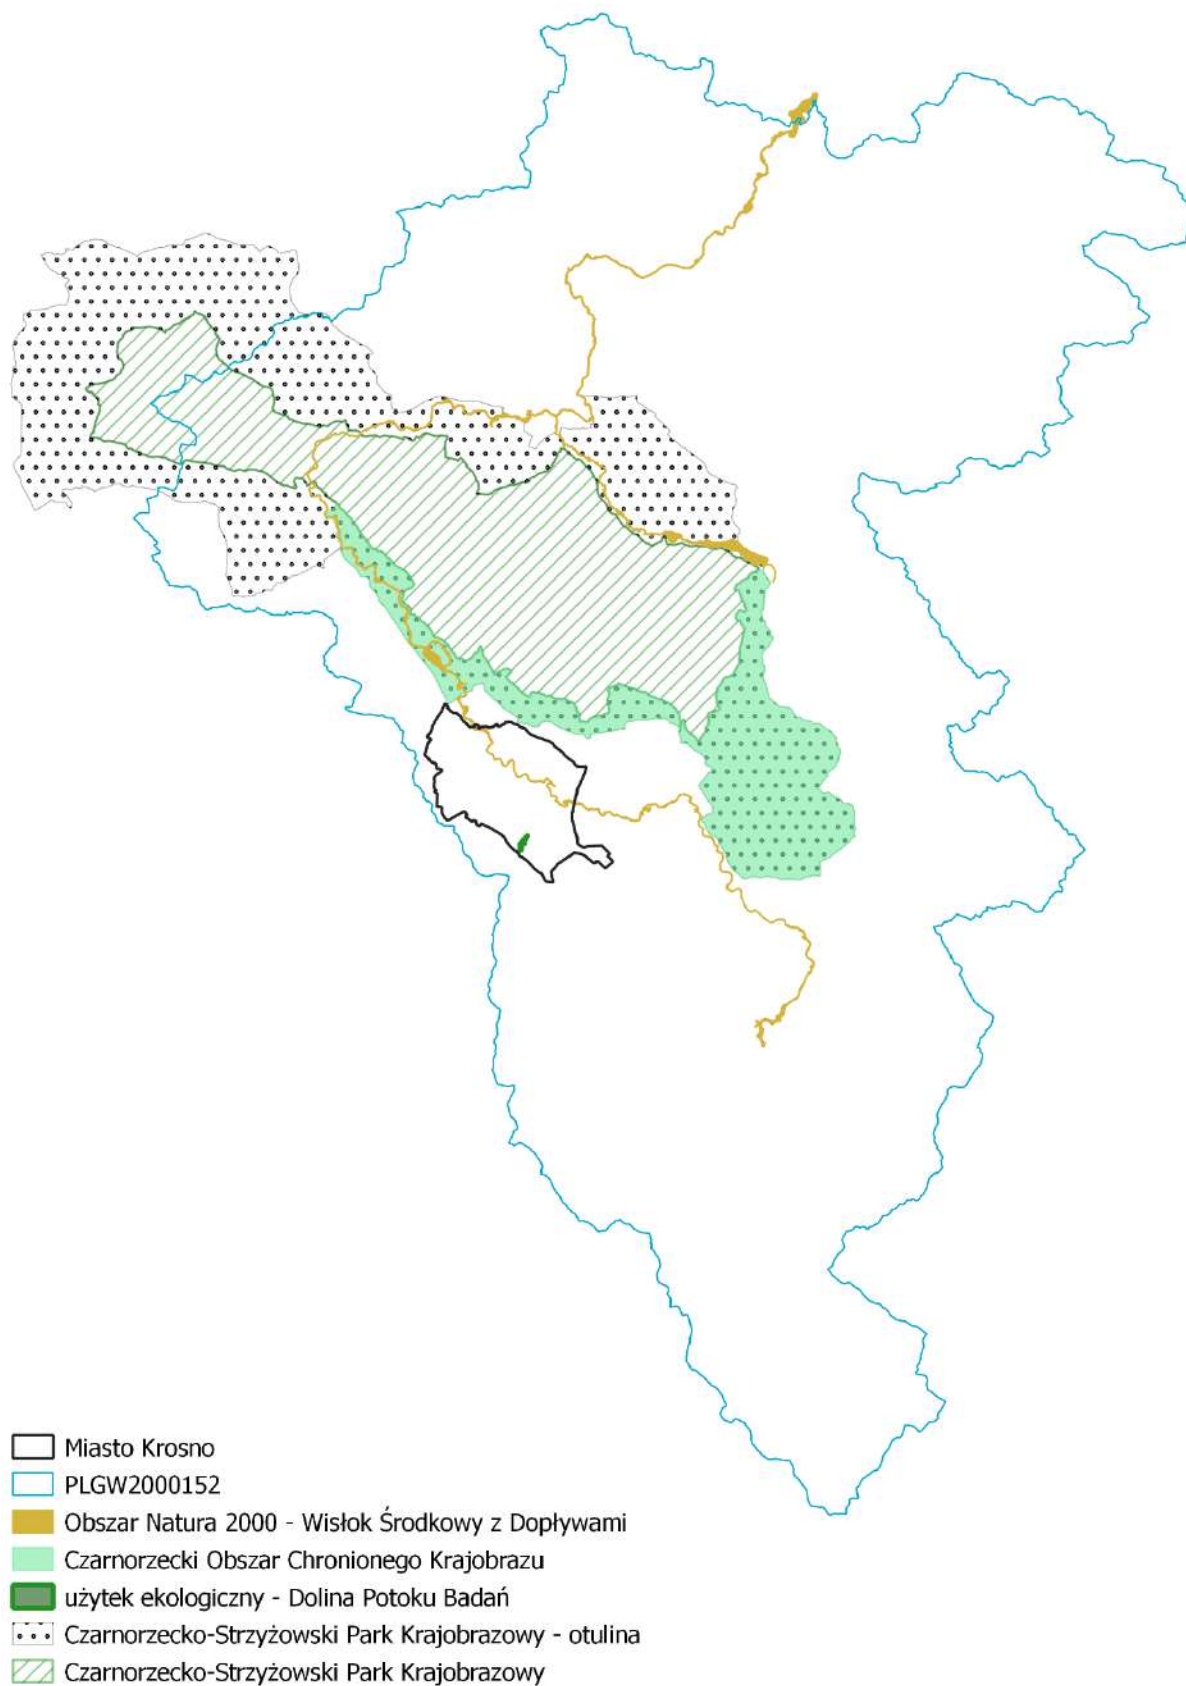 Miasto Krosno
PLGW2000152
Obszar Natura 2000 - Wisłok Środkowy z Dopływami
Czarnorzecki Obszar Chronionego Krajobrazu
użytek ekologiczny - Dolina Potoku Badań
Czarnorzecko-Strzyżowski Park Krajobrazowy - otulina
Czarnorzecko-Strzyżowski Park Krajobrazowy